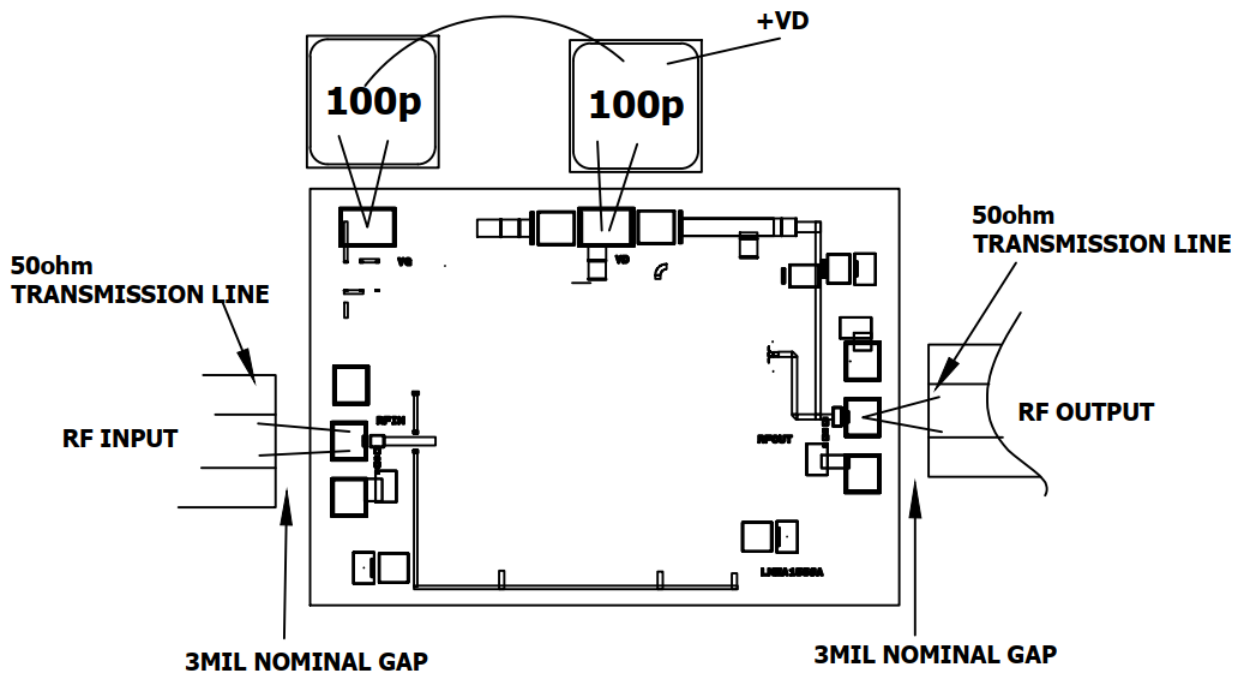 +VD
100p
100p
50ohm
TRANSMISSION LINE
50ohm
TRANSMISSION LINE
VG
VD
RFIN
RF INPUT
RFOUT
RF OUTPUT
3MIL NOMINAL GAP
3MIL NOMINAL GAP